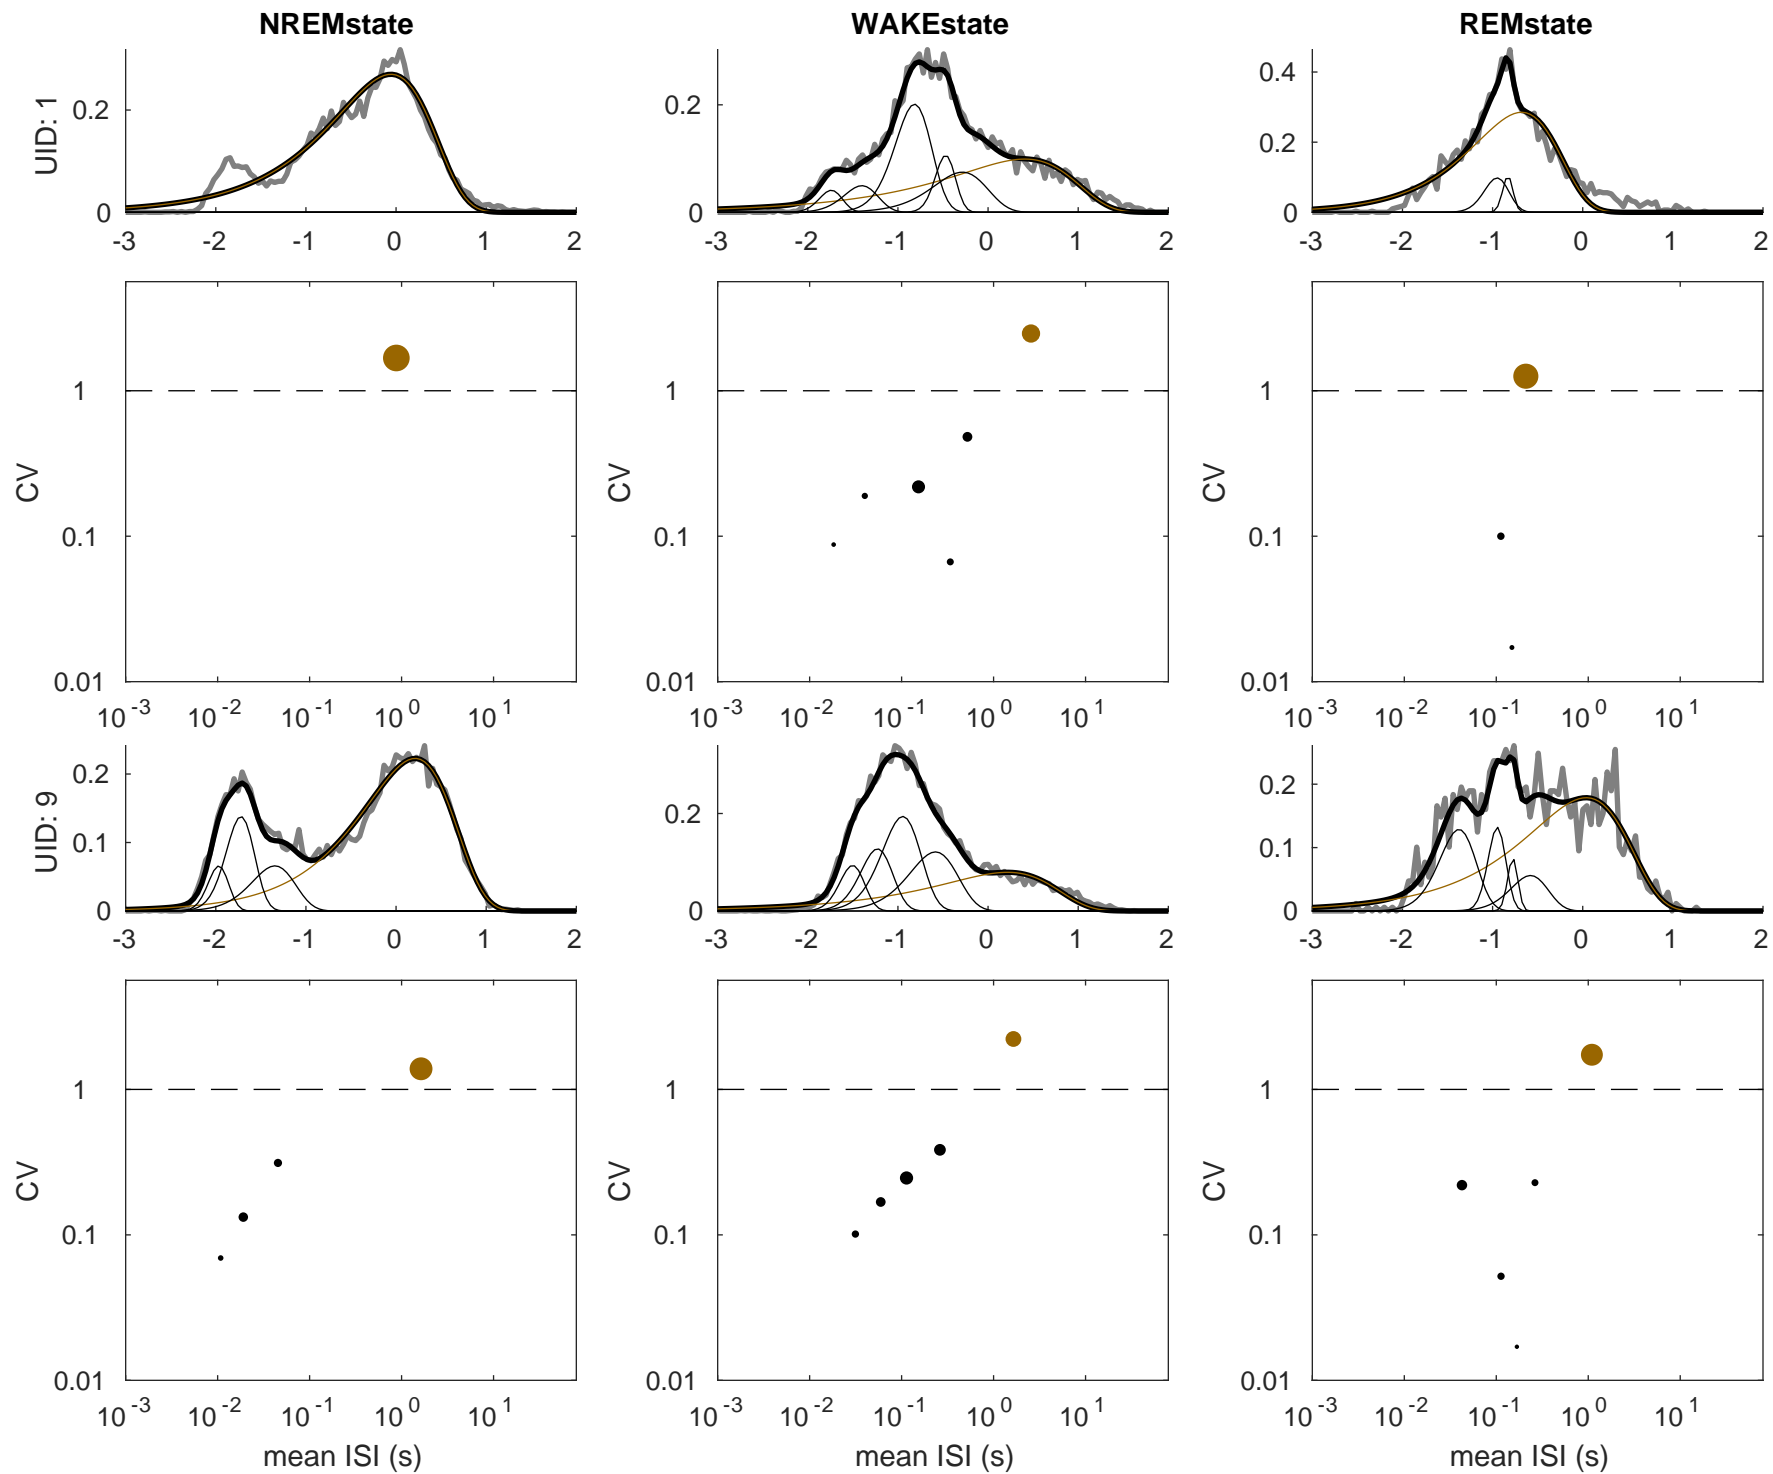 NREMstate WAKEstate REMstate
UID: 1
0.2 0.2 0.4
0.2
0 0 0
-3 -2 -1 0 1 2 -3 -2 -1 0 1 2 -3 -2 -1 0 1 2
CV CV CV
1 1 1
0.1 0.1 0.1
0.01 0.01 0.01
10^-3 10^-2 10^-1 10^0 10^1 10^-3 10^-2 10^-1 10^0 10^1 10^-3 10^-2 10^-1 10^0 10^1
UID: 9
0.2 0.2 0.2
0.1 0.1
0 0 0
-3 -2 -1 0 1 2 -3 -2 -1 0 1 2 -3 -2 -1 0 1 2
CV CV CV
1 1 1
0.1 0.1 0.1
0.01 0.01 0.01
10^-3 10^-2 10^-1 10^0 10^1 10^-3 10^-2 10^-1 10^0 10^1 10^-3 10^-2 10^-1 10^0 10^1
mean ISI (s) mean ISI (s) mean ISI (s)